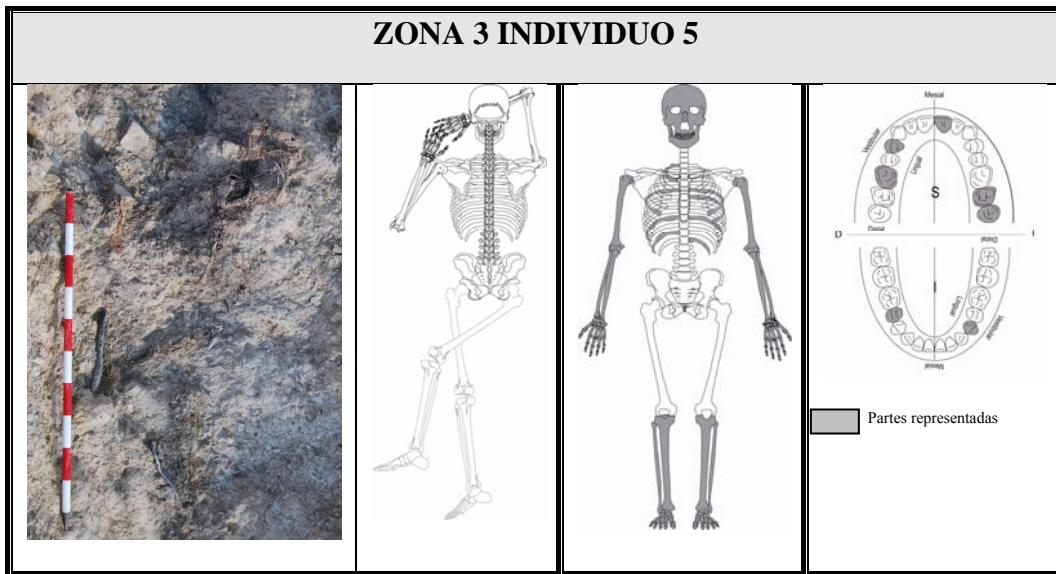 ZONA 3 INDIVIDUO 5
Mesial
Vestibular
Lingual
S
Distal
D
I
Distal
I
Lingual
Vestibular
Mesial
Partes representadas